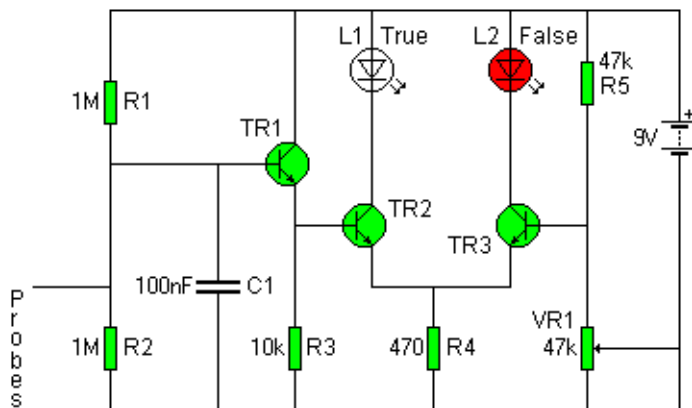 L1 True
L2 False
47k
R5
1M R1
TR1
+
9V
TR2
TR3
100nF C1
Probes
VR1
1M R2
10k R3
470 R4
47k